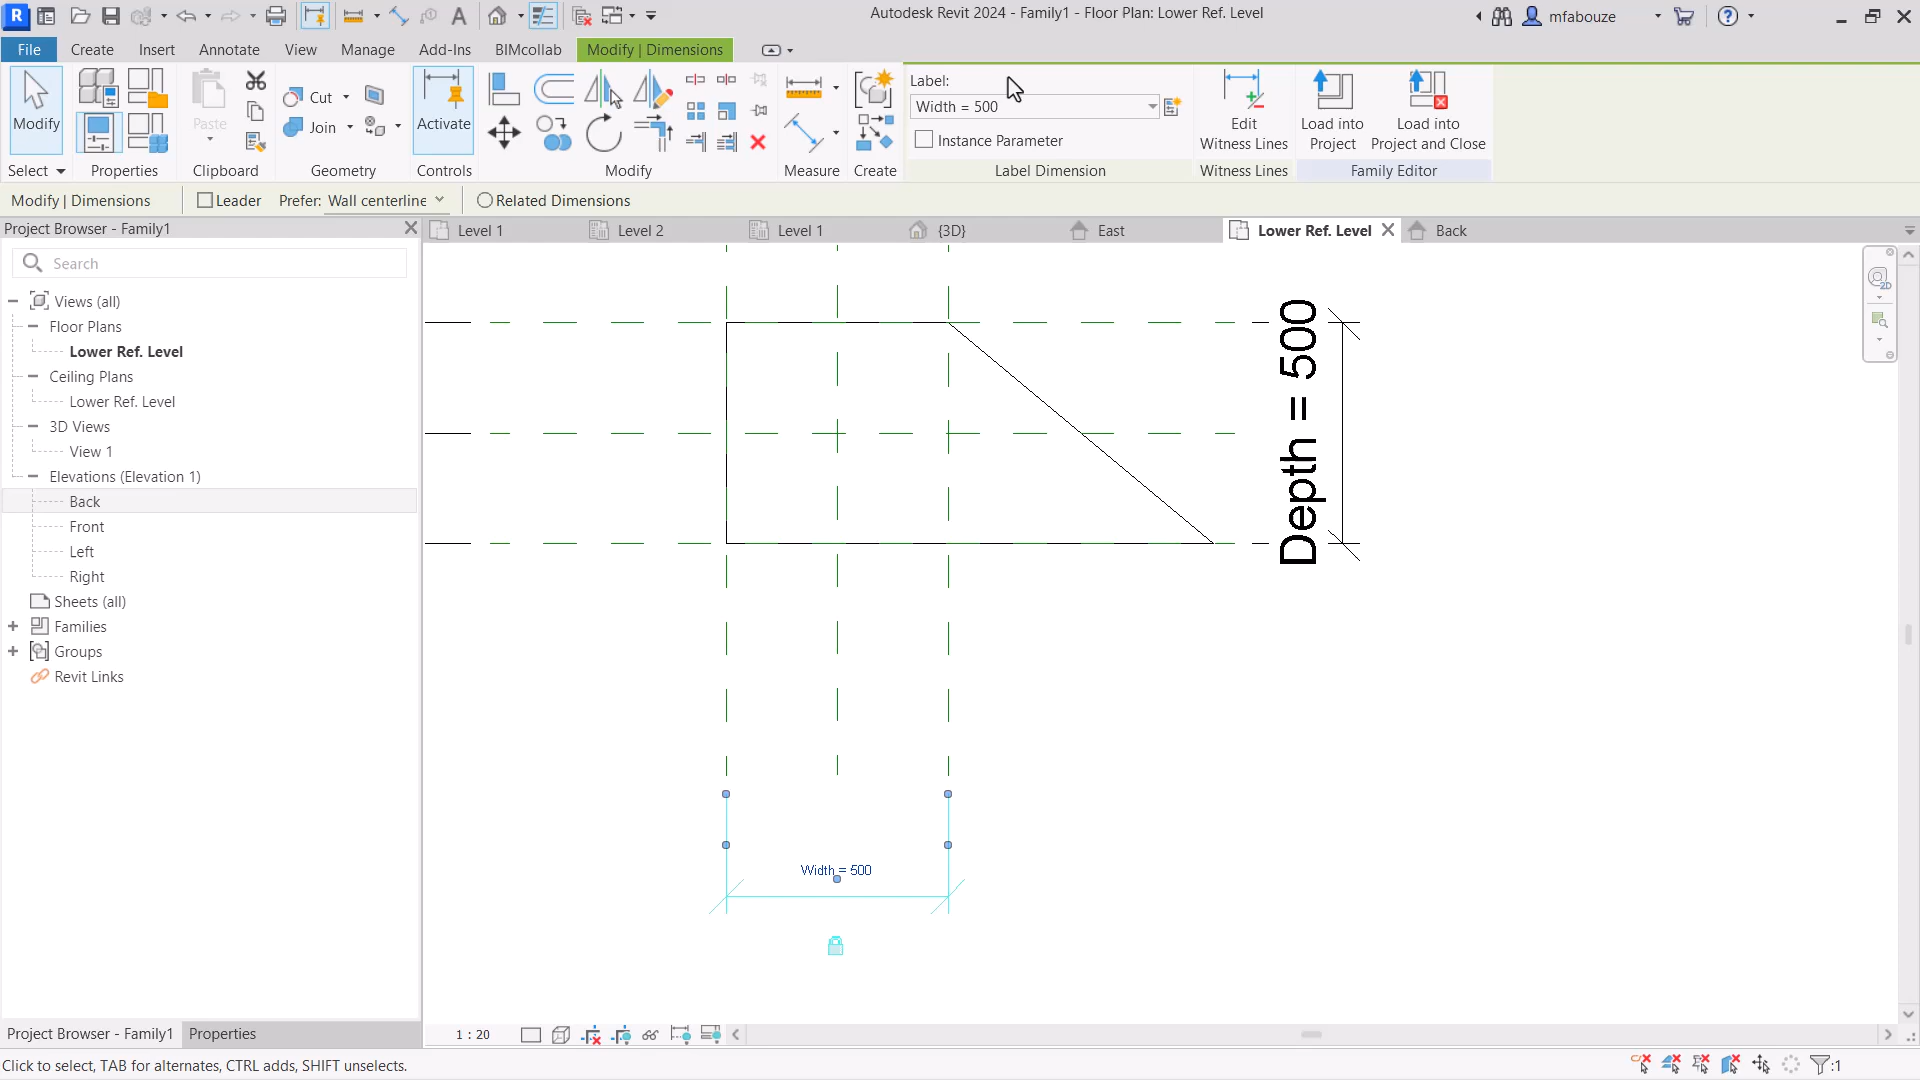 Autodesk Revit 2024 - Family1 - Floor Plan: Lower Ref. Level
mfabouze
File Create Insert Annotate View Manage Add-Ins BIMcollab Modify | Dimensions
Modify
Paste
Cut
Join
Activate
Label:
Width = 500
Instance Parameter
Edit
Witness Lines
Load into
Project
Load into
Project and Close
Select Properties Clipboard Geometry Controls Modify Measure Create Label Dimension Witness Lines Family Editor
Modify | Dimensions Leader Prefer: Wall centerline Related Dimensions
Project Browser - Family1
Level 1 Level 2 Level 1 {3D} East Lower Ref. Level Back
Search
Views (all)
Floor Plans
Lower Ref. Level
Ceiling Plans
Lower Ref. Level
3D Views
View 1
Elevations (Elevation 1)
Back
Front
Left
Right
Sheets (all)
Families
Groups
Revit Links
2D
Depth = 500
Width = 500
Project Browser - Family1 Properties
1 : 20
Click to select, TAB for alternates, CTRL adds, SHIFT unselects.
:1